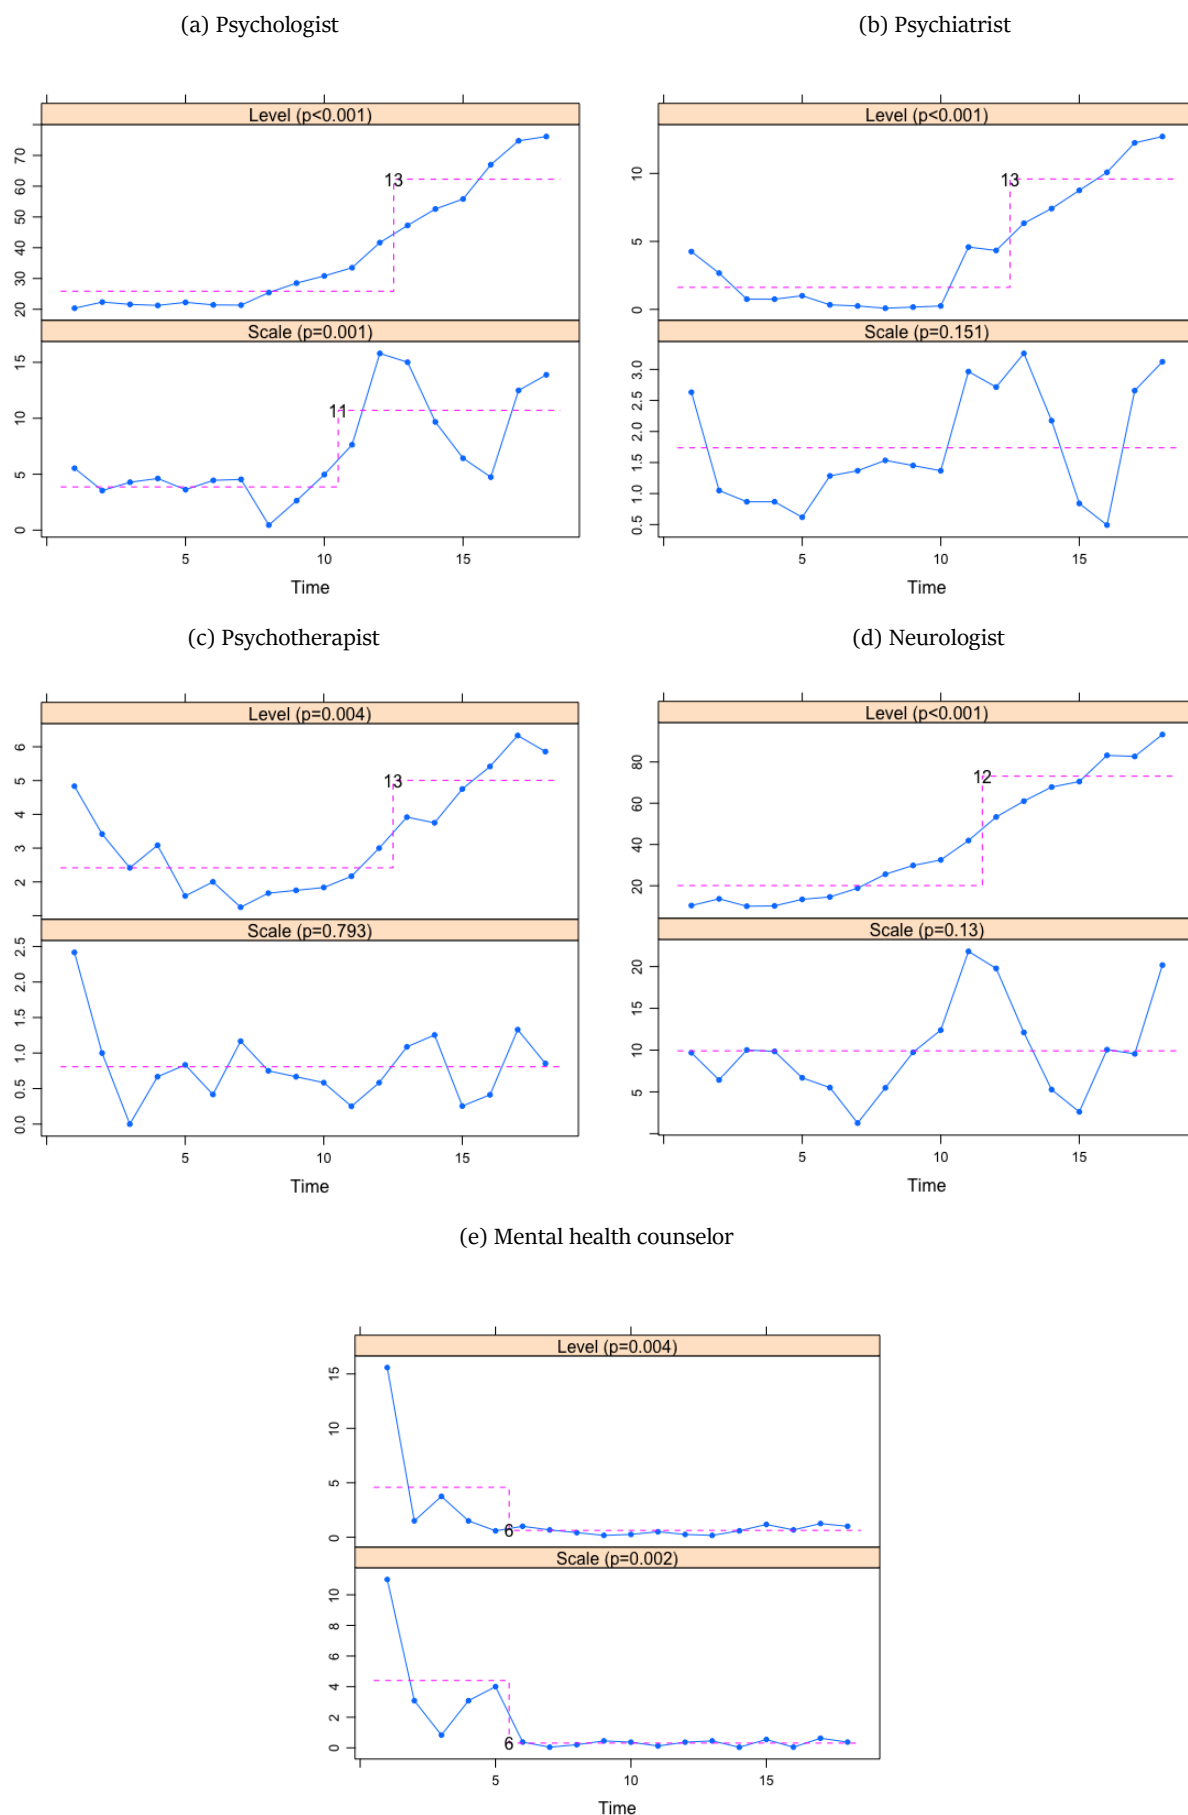 (a) Psychologist
Level (p<0.001)
20 30 40 50 60 70
13
Scale (p=0.001)
0 5 10 15
11
5 10 15
Time
(b) Psychiatrist
Level (p<0.001)
0 5 10
13
Scale (p=0.151)
0.5 1.0 1.5 2.0 2.5 3.0
5 10 15
Time
(c) Psychotherapist
Level (p=0.004)
2 3 4 5 6
13
Scale (p=0.793)
0.0 0.5 1.0 1.5 2.0 2.5
5 10 15
Time
(d) Neurologist
Level (p<0.001)
20 40 60 80
12
Scale (p=0.13)
5 10 15 20
5 10 15
Time
(e) Mental health counselor
Level (p=0.004)
0 5 10 15
6
Scale (p=0.002)
0 2 4 6 8 10
6
5 10 15
Time